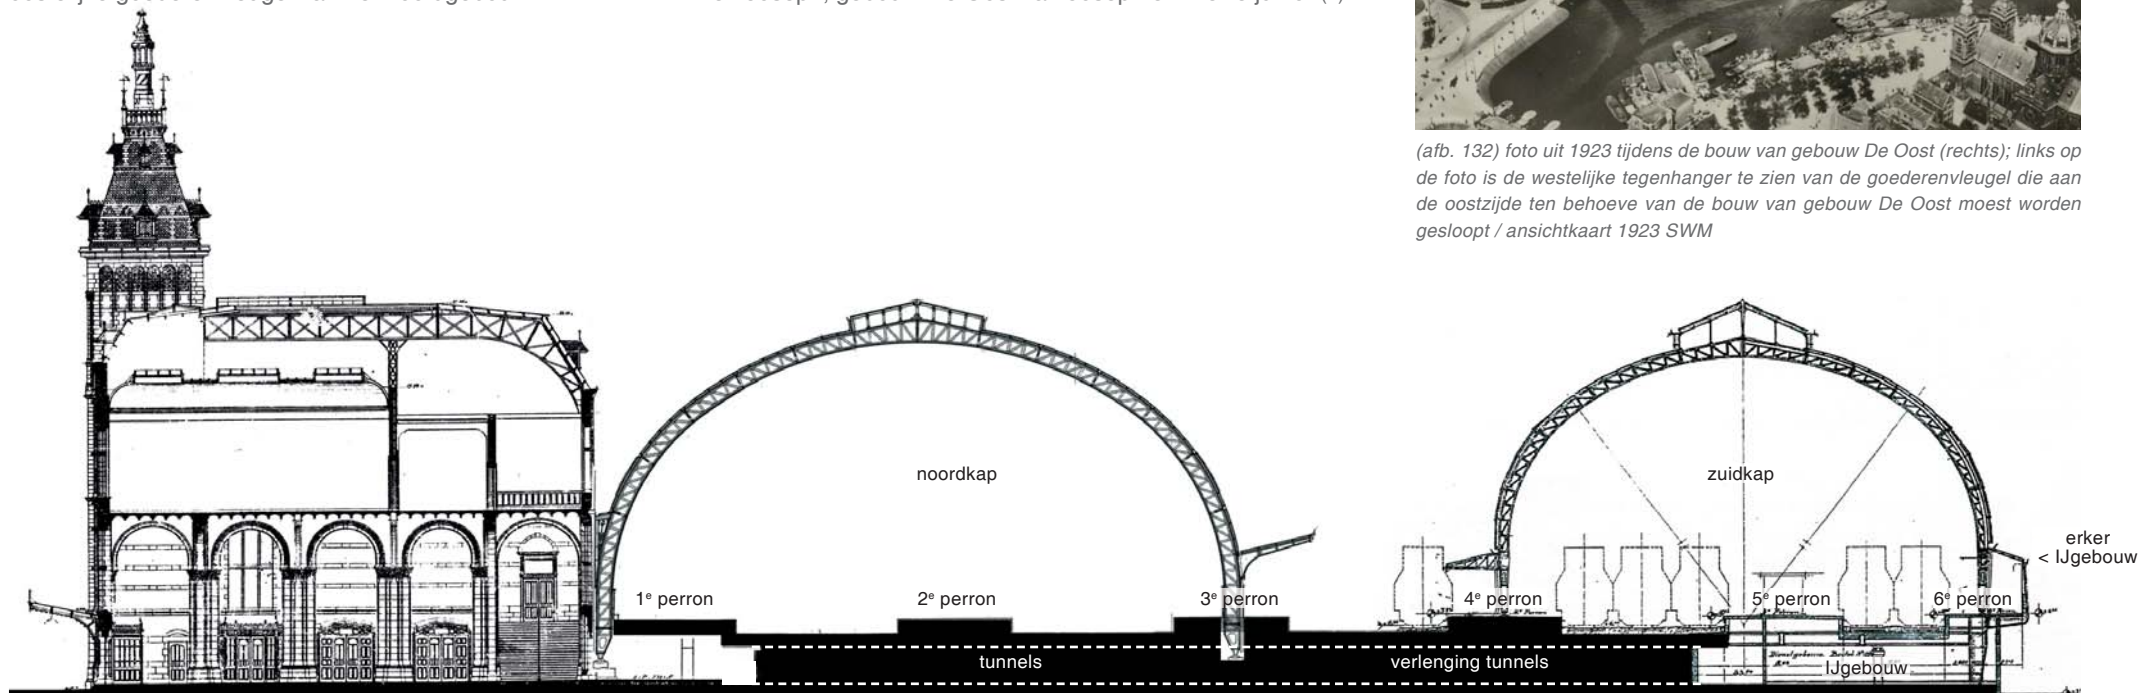 (afb. 132) foto uit 1923 tijdens de bouw van gebouw De Oost (rechts); links op
de foto is de westelijke tegenhanger te zien van de goederenvleugel die aan
de oostzijde ten behoeve van de bouw van gebouw De Oost moest worden
gesloopt / ansichtkaart 1923 SWM
noordkap
zuidkap
erker
< IJgebouw
1e perron
2e perron
3e perron
4e perron
5e perron
6e perron
tunnels
verlenging tunnels
IJgebouw